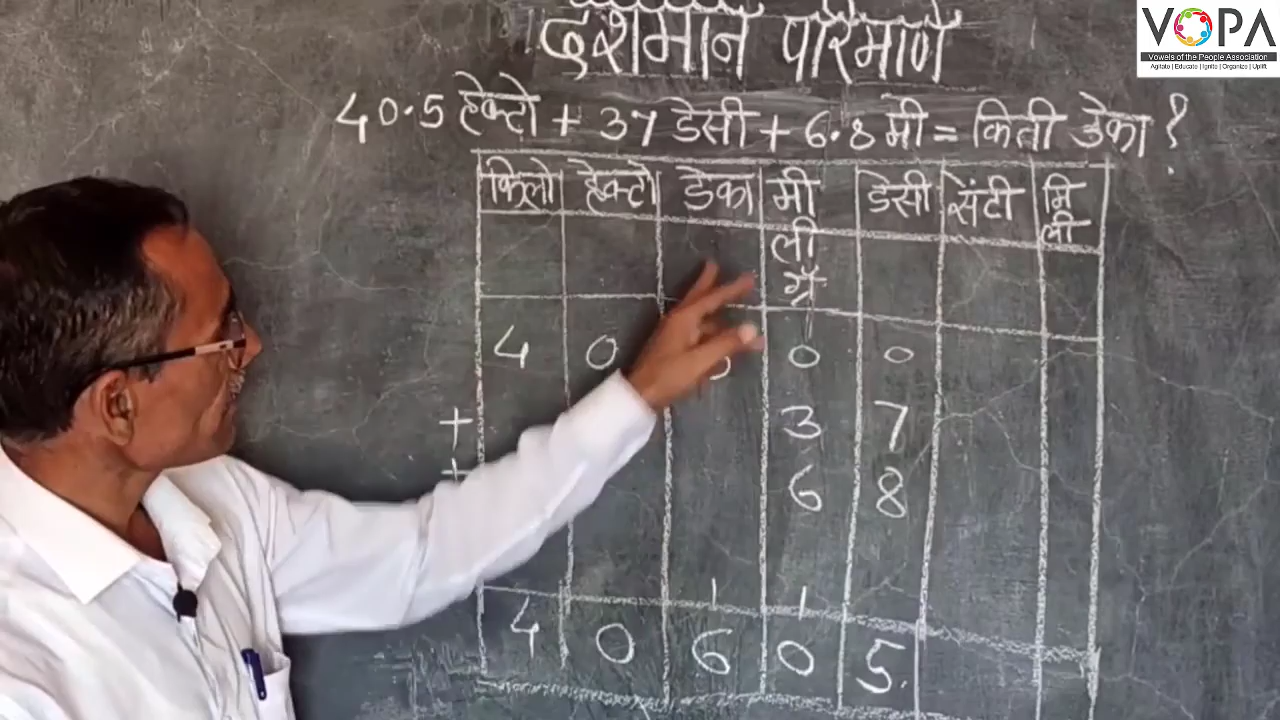 VOPA
Vowels of the People Association
Agitate | Educate | Ignite | Organize | Uplift
दशमान परिमाणे
40.5 हेक्टो + 37 डेसी + 6.8 मी = किती डेका ?
किलो हेक्टो डेका मी डेसी सेंटी मि
ली ली
ग्रॅ
4 0 5 0 0
+ 3 7
+ 6 8
1 1
4 0 6 0 5